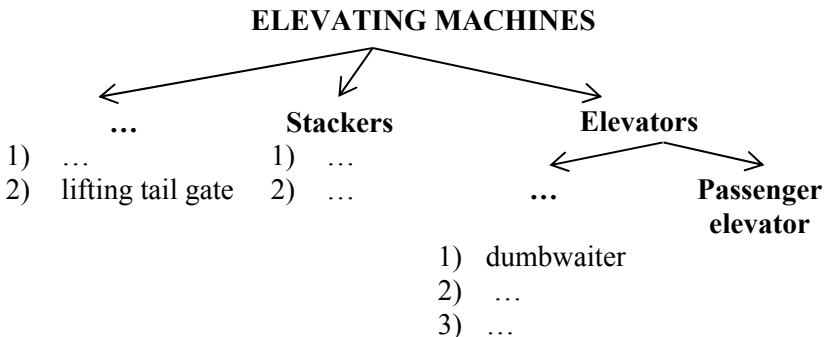 ELEVATING MACHINES
… Stackers Elevators
1) … 1) …
2) lifting tail gate 2) … … Passenger
elevator
1) dumbwaiter
2) …
3) …